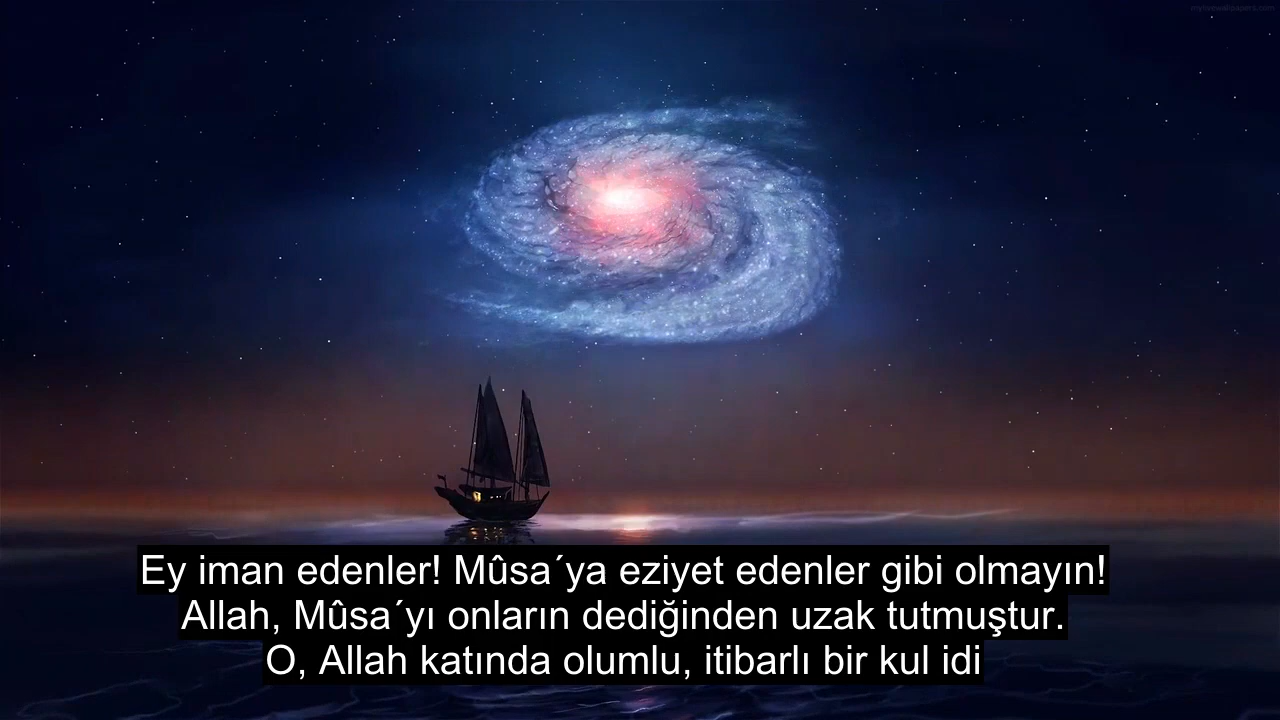 Ey iman edenler! Mûsa´ya eziyet edenler gibi olmayın!
Allah, Mûsa´yı onların dediğinden uzak tutmuştur.
O, Allah katında olumlu, itibarlı bir kul idi